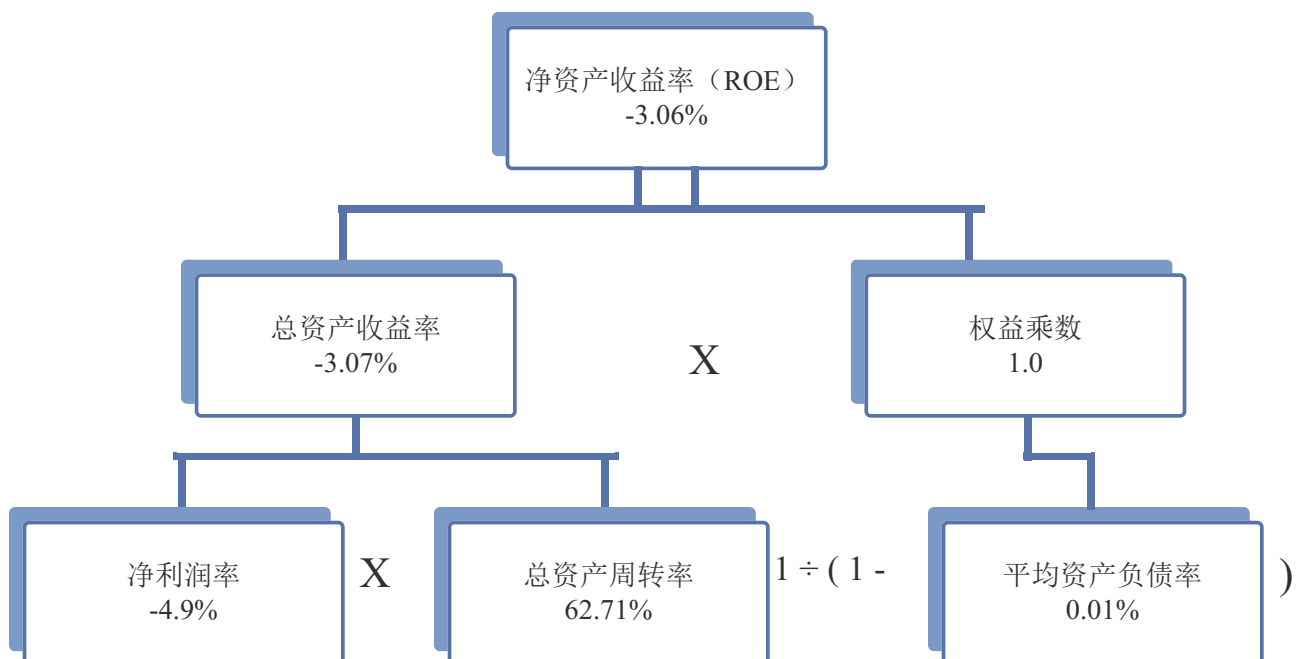 净资产收益率（ROE）
-3.06%
总资产收益率
-3.07%
X
权益乘数
1.0
净利润率
-4.9%
X
总资产周转率
62.71%
1 ÷ ( 1 -
平均资产负债率
0.01%
)